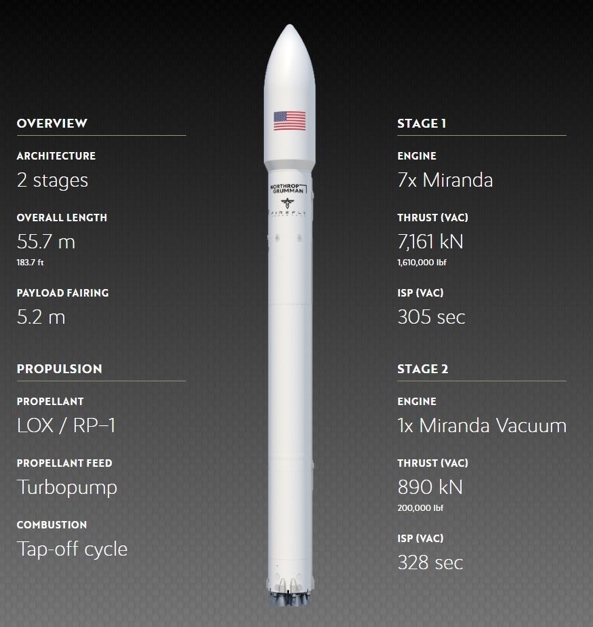 OVERVIEW
ARCHITECTURE
2 stages
OVERALL LENGTH
55.7 m
183.7 ft
PAYLOAD FAIRING
5.2 m
PROPULSION
PROPELLANT
LOX / RP-1
PROPELLANT FEED
Turbopump
COMBUSTION
Tap-off cycle
NORTHROP
GRUMMAN
FIREFLY
STAGE 1
ENGINE
7x Miranda
THRUST (VAC)
7,161 kN
1,610,000 lbf
ISP (VAC)
305 sec
STAGE 2
ENGINE
1x Miranda Vacuum
THRUST (VAC)
890 kN
200,000 lbf
ISP (VAC)
328 sec